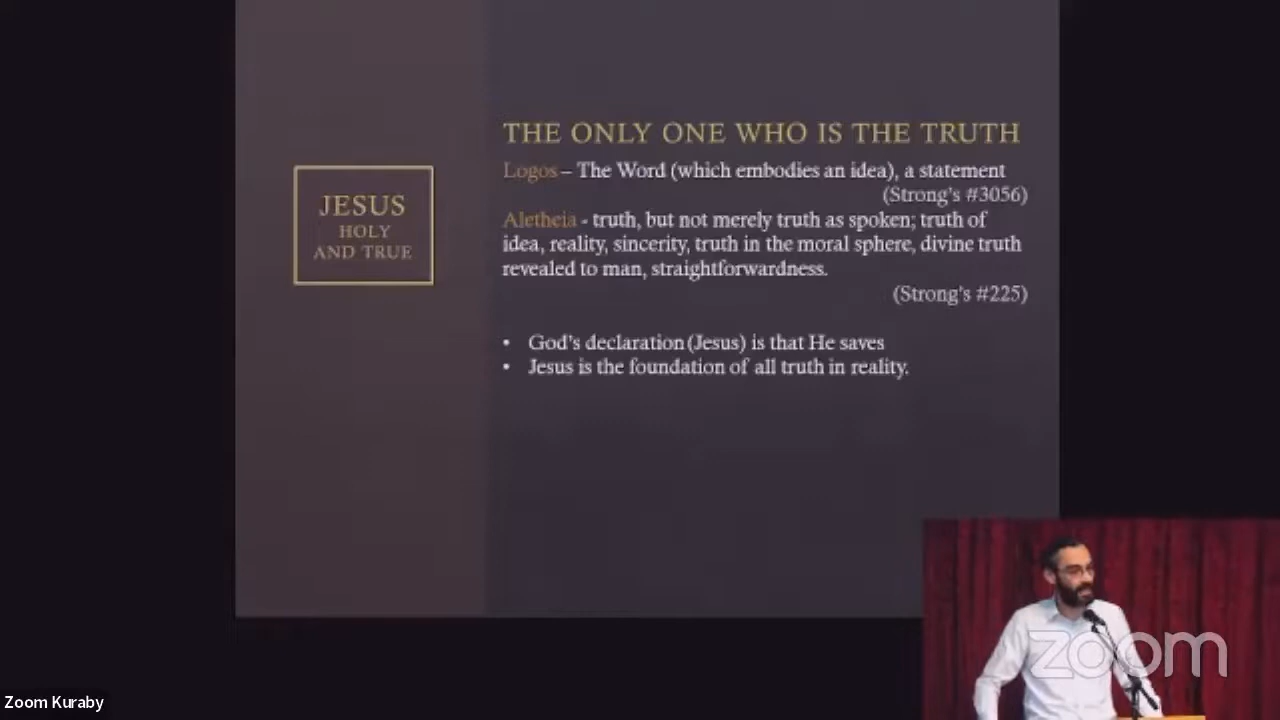 JESUS
HOLY
AND TRUE
THE ONLY ONE WHO IS THE TRUTH
Logos – The Word (which embodies an idea), a statement
(Strong's #3056)
Aletheia - truth, but not merely truth as spoken; truth of
idea, reality, sincerity, truth in the moral sphere, divine truth
revealed to man, straightforwardness.
(Strong's #225)
• God's declaration (Jesus) is that He saves
• Jesus is the foundation of all truth in reality.
zoom
Zoom Kuraby